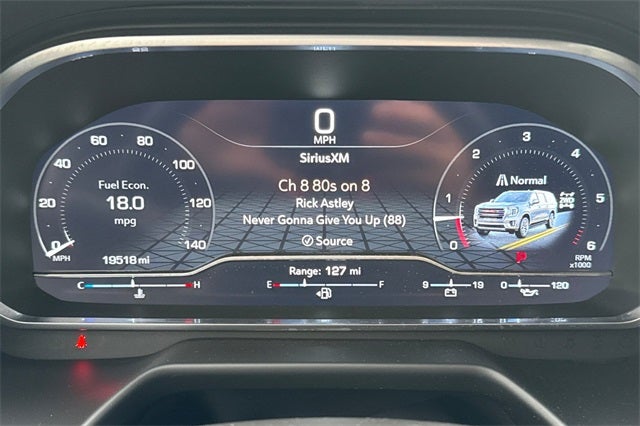 0
MPH
SiriusXM
Ch 8 80s on 8
Rick Astley
Never Gonna Give You Up (88)
Source
0 20 40 60 80 100 120 140
MPH
Fuel Econ.
18.0
mpg
19518 mi
0 1 2 3 4 5 6
Normal
RPM
x1000
Range: 127 mi
C H
E F
9 19
0 120